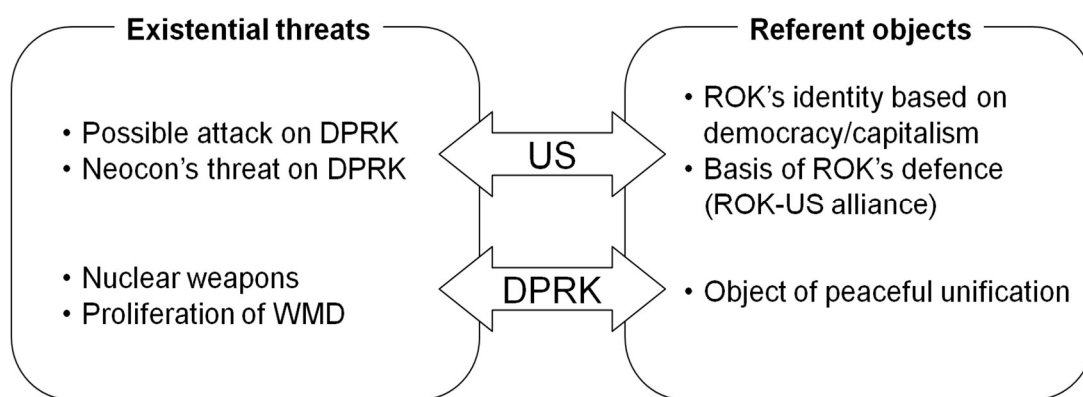 Existential threats
• Possible attack on DPRK
• Neocon's threat on DPRK
• Nuclear weapons
• Proliferation of WMD
US
DPRK
Referent objects
• ROK's identity based on
democracy/capitalism
• Basis of ROK's defence
(ROK-US alliance)
• Object of peaceful unification